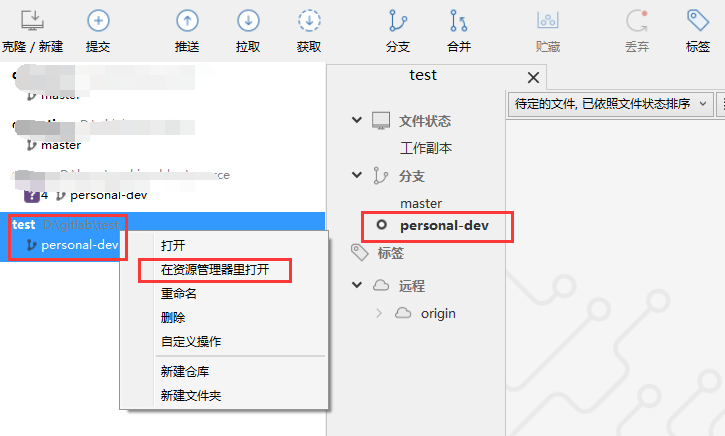 克隆 / 新建
提交
推送
拉取
获取
分支
合并
贮藏
丢弃
标签
master
master
4 personal-dev
test D:\gitlab\test
personal-dev
打开
在资源管理器里打开
重命名
删除
自定义操作
新建仓库
新建文件夹
test
文件状态
工作副本
分支
master
personal-dev
标签
远程
origin
待定的文件, 已依照文件状态排序